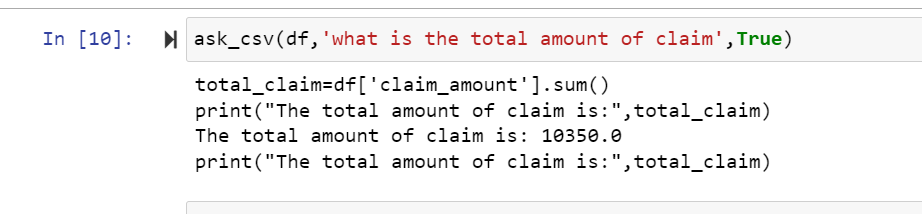 In [10]: ask_csv(df,'what is the total amount of claim',True)
total_claim=df['claim_amount'].sum()
print("The total amount of claim is:",total_claim)
The total amount of claim is: 10350.0
print("The total amount of claim is:",total_claim)